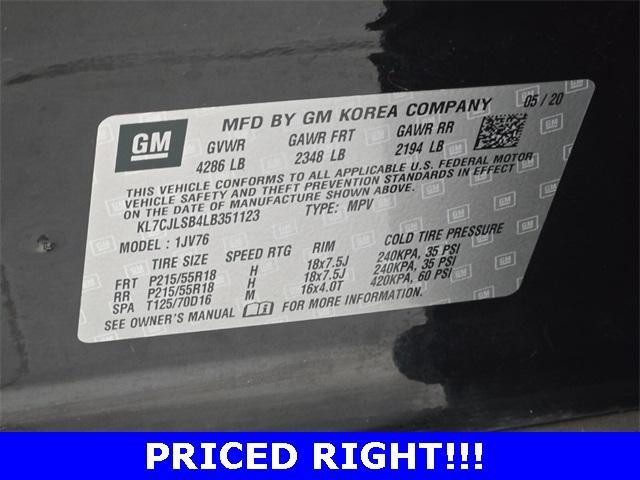 MFD BY GM KOREA COMPANY 05 / 20
GM
GVWR GAWR FRT GAWR RR
4286 LB 2348 LB 2194 LB
THIS VEHICLE CONFORMS TO ALL APPLICABLE U.S. FEDERAL MOTOR
VEHICLE SAFETY AND THEFT PREVENTION STANDARDS IN EFFECT
ON THE DATE OF MANUFACTURE SHOWN ABOVE.
KL7CJLSB4LB351123 TYPE: MPV
MODEL : 1JV76
TIRE SIZE SPEED RTG RIM COLD TIRE PRESSURE
FRT P215/55R18 H 18x7.5J 240KPA, 35 PSI
RR P215/55R18 H 18x7.5J 240KPA, 35 PSI
SPA T125/70D16 M 16x4.0T 420KPA, 60 PSI
SEE OWNER'S MANUAL FOR MORE INFORMATION.
PRICED RIGHT!!!